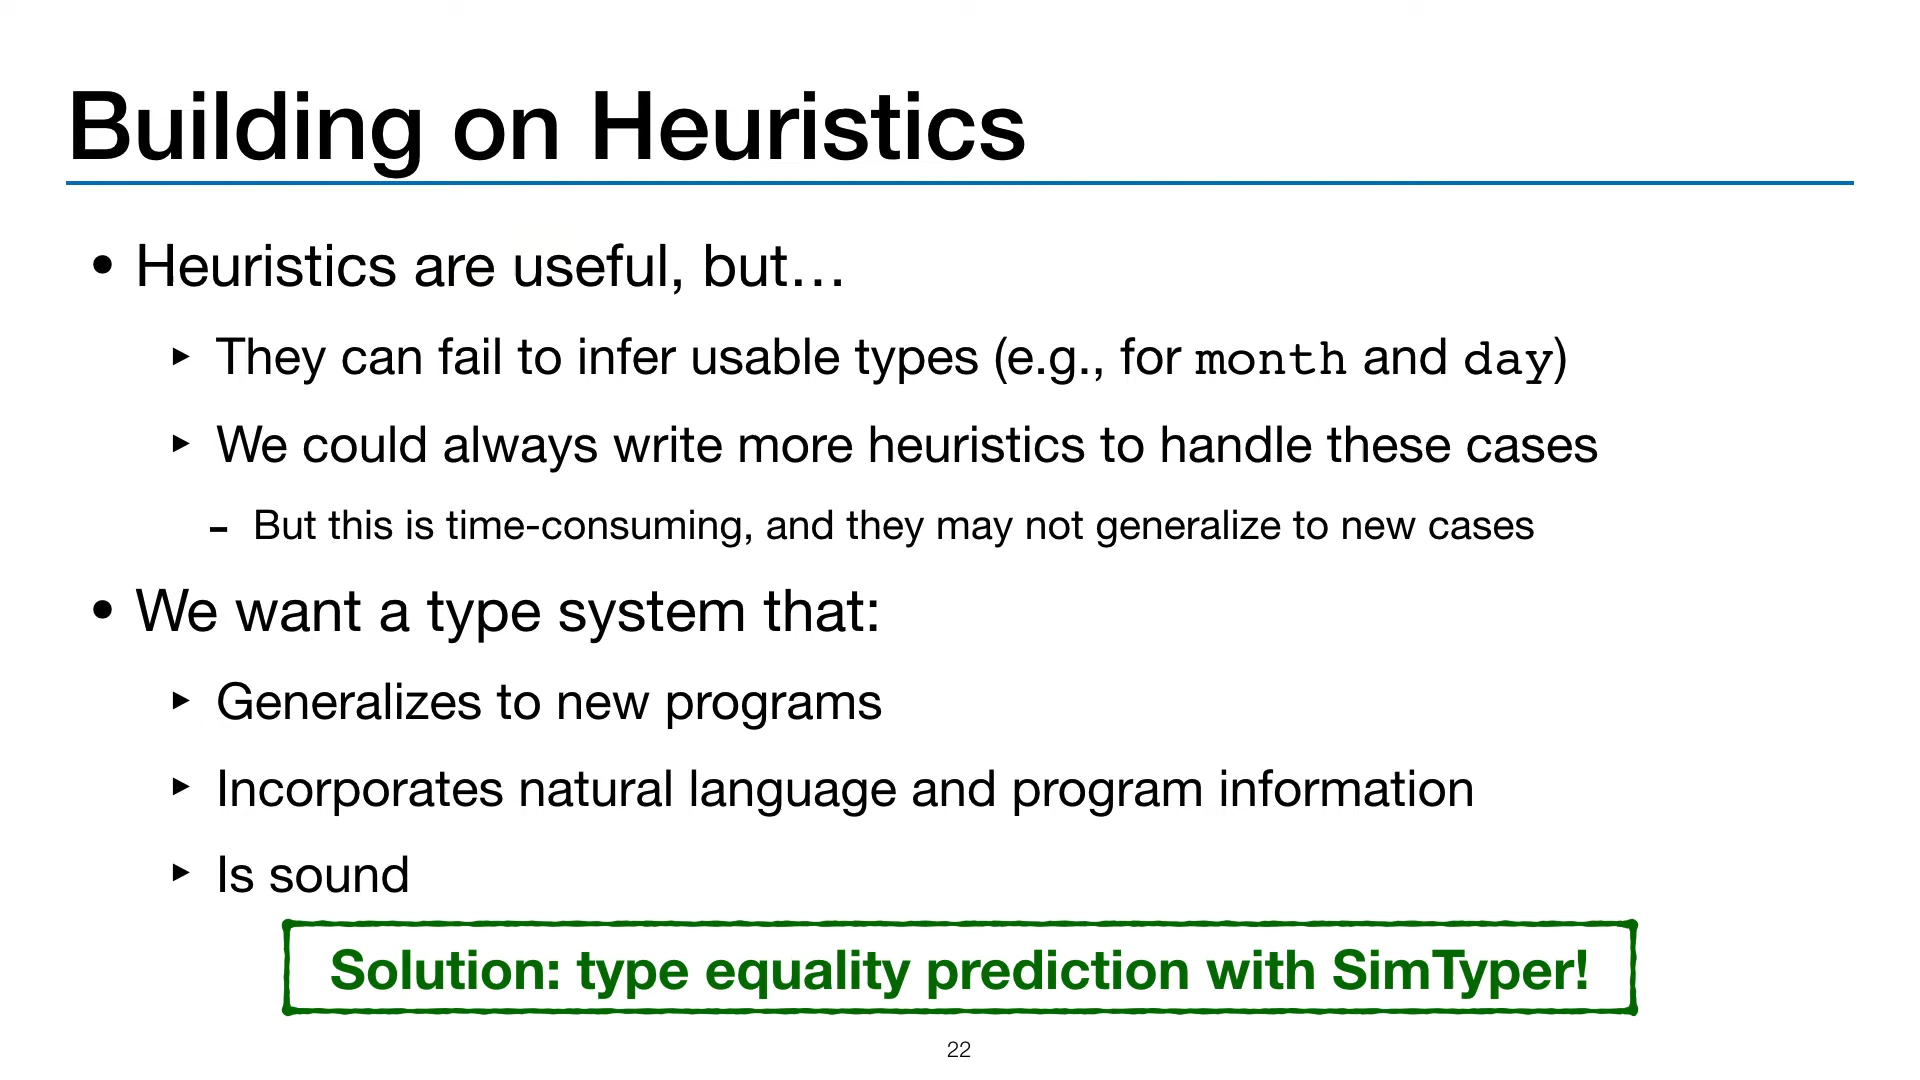 Building on Heuristics
• Heuristics are useful, but…
‣ They can fail to infer usable types (e.g., for month and day)
‣ We could always write more heuristics to handle these cases
- But this is time-consuming, and they may not generalize to new cases
• We want a type system that:
‣ Generalizes to new programs
‣ Incorporates natural language and program information
‣ Is sound
Solution: type equality prediction with SimTyper!
22